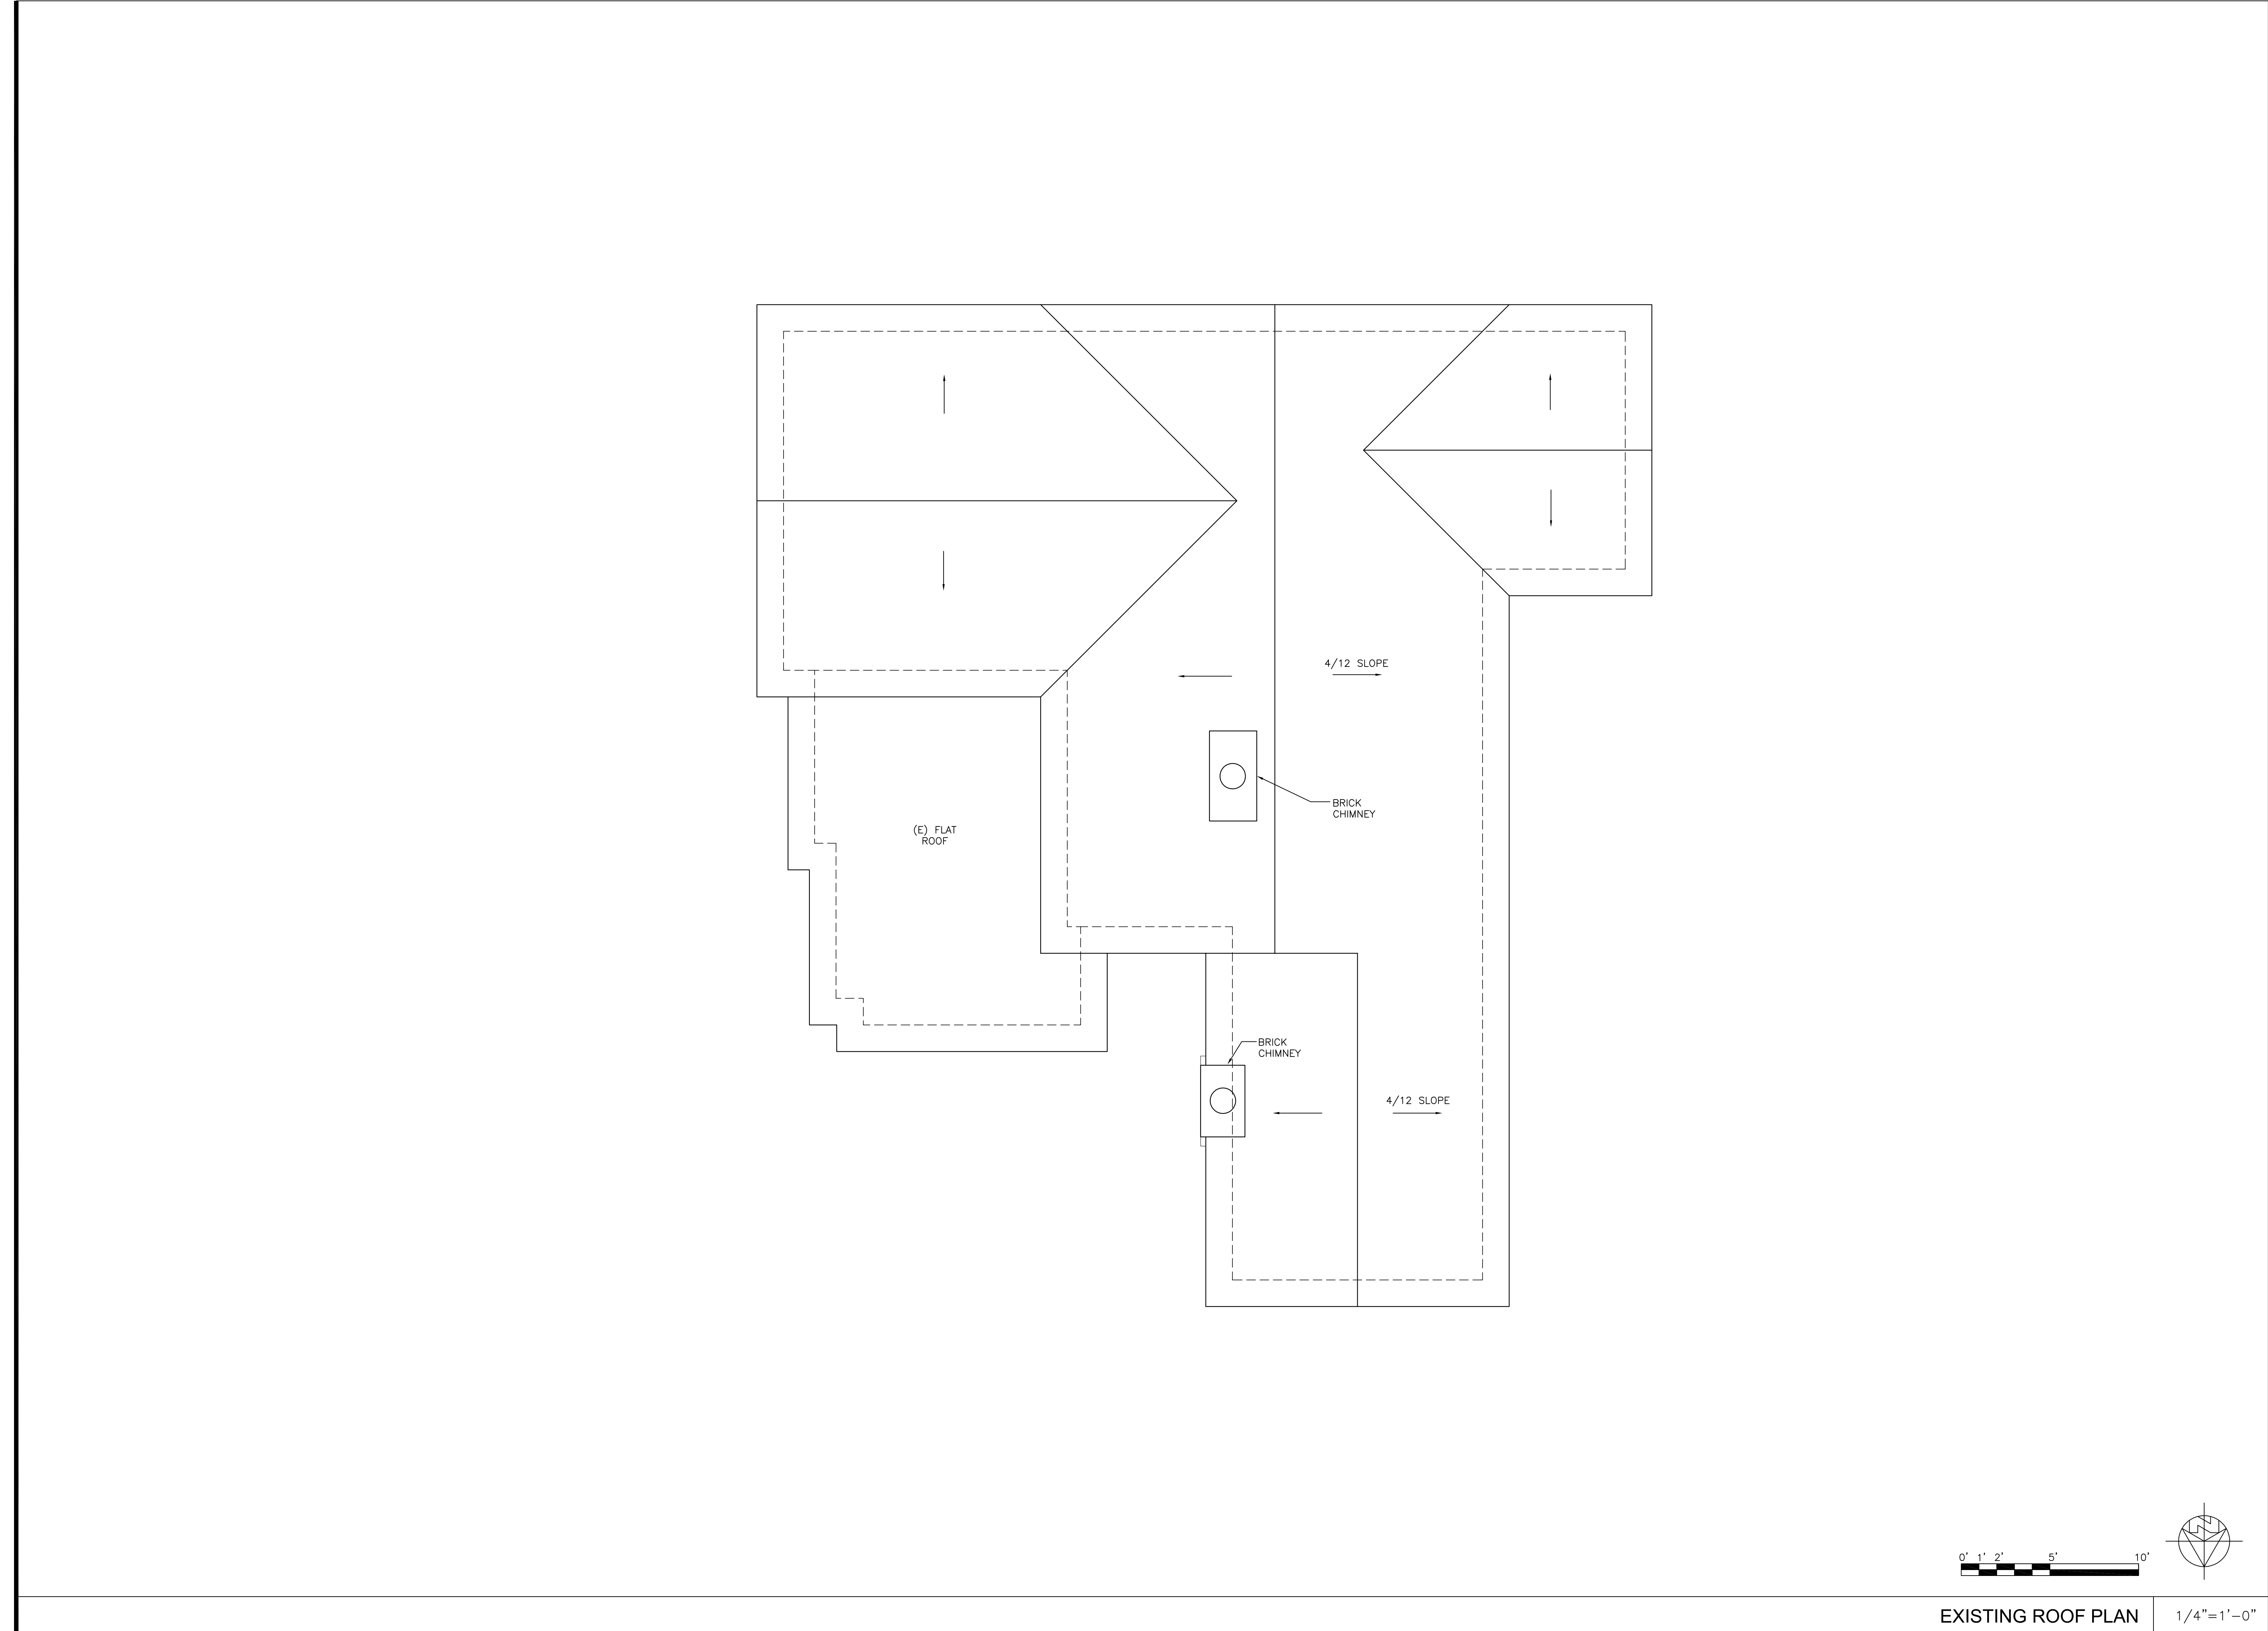 4/12 SLOPE
BRICK
CHIMNEY
(E) FLAT
ROOF
BRICK
CHIMNEY
4/12 SLOPE
0' 1' 2' 5' 10'
N
EXISTING ROOF PLAN
1/4"=1'-0"